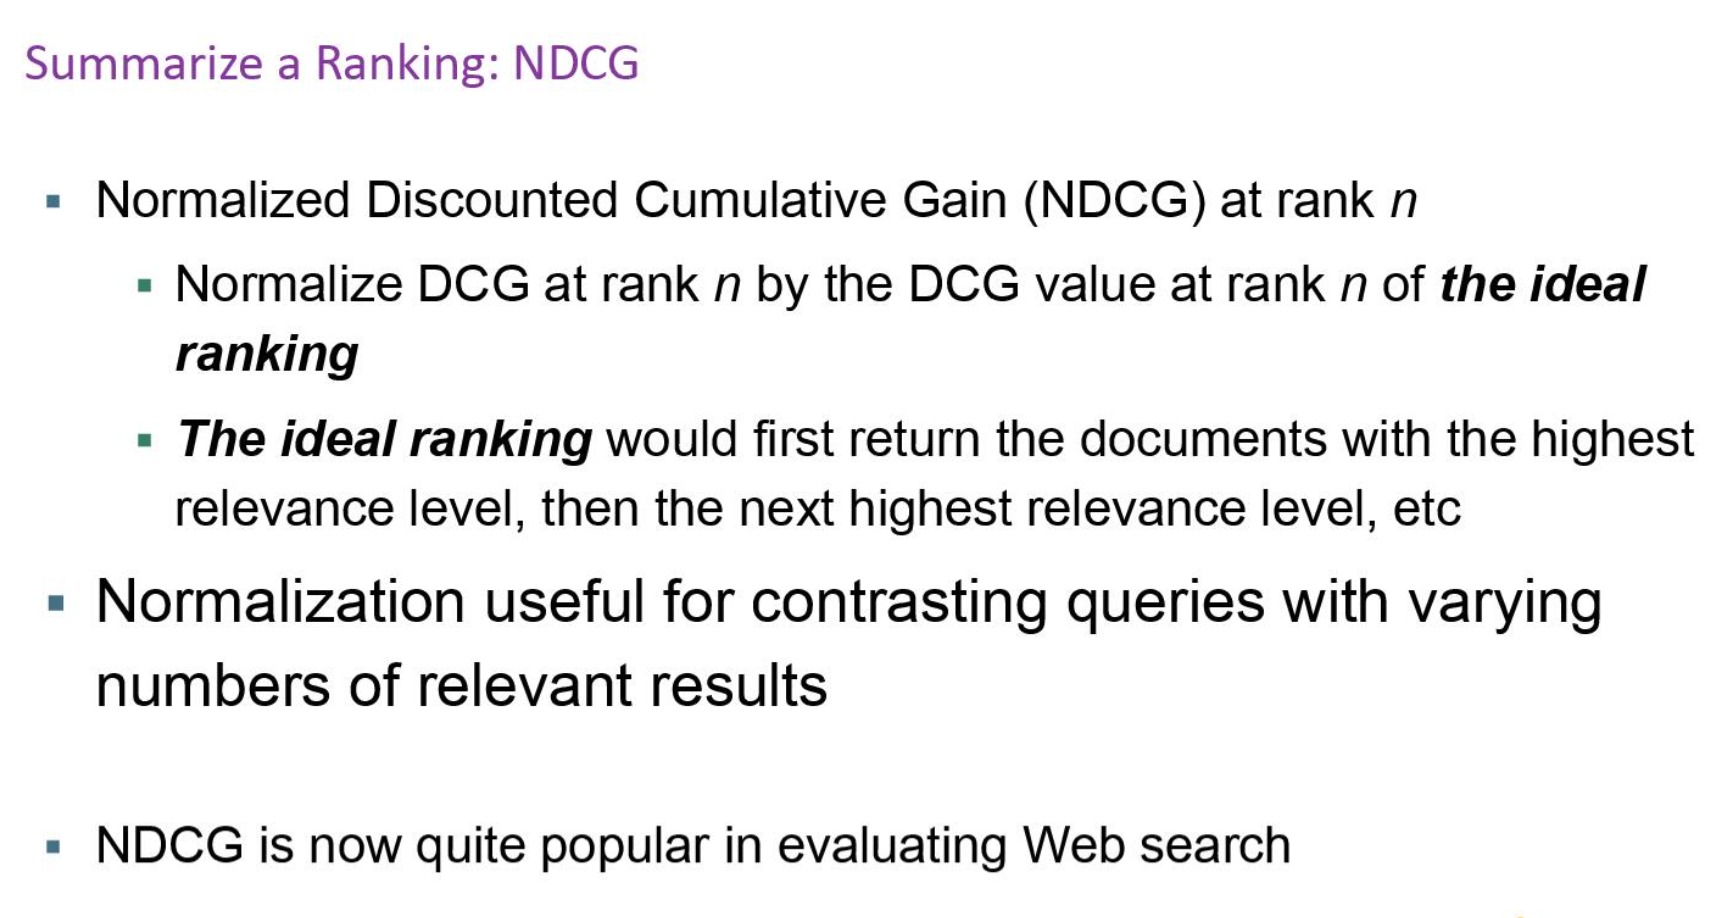 Summarize a Ranking: NDCG
▪ Normalized Discounted Cumulative Gain (NDCG) at rank n
▪ Normalize DCG at rank n by the DCG value at rank n of the ideal
ranking
▪ The ideal ranking would first return the documents with the highest
relevance level, then the next highest relevance level, etc
▪ Normalization useful for contrasting queries with varying
numbers of relevant results
▪ NDCG is now quite popular in evaluating Web search